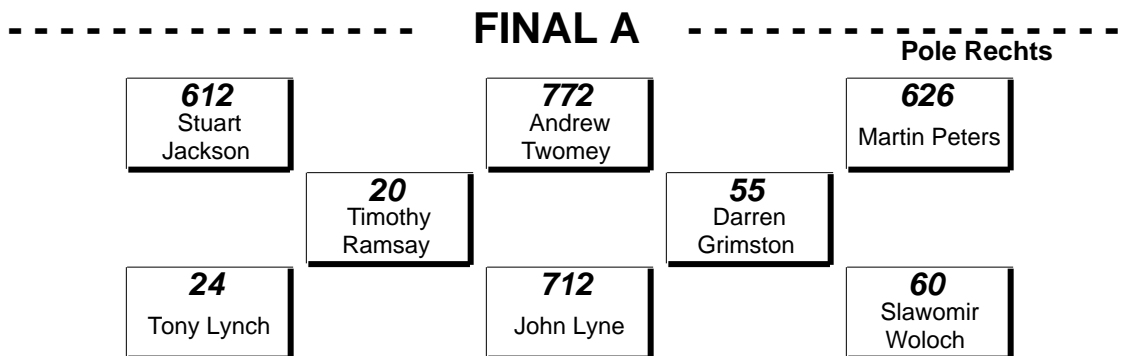 FINAL A
Pole Rechts
612
Stuart
Jackson
772
Andrew
Twomey
626
Martin Peters
20
Timothy
Ramsay
55
Darren
Grimston
24
Tony Lynch
712
John Lyne
60
Slawomir
Woloch